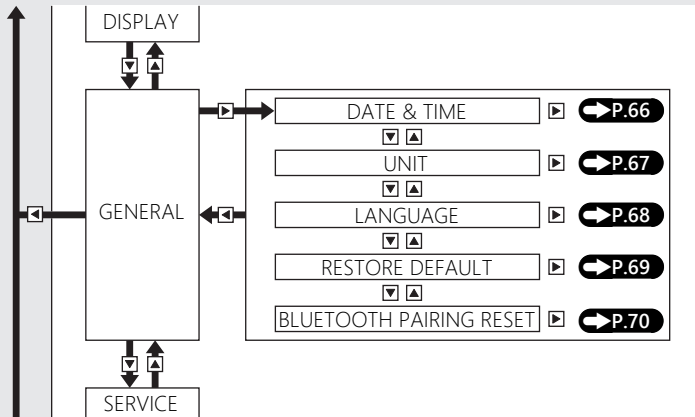 DISPLAY
DATE & TIME P.66
UNIT P.67
GENERAL LANGUAGE P.68
RESTORE DEFAULT P.69
BLUETOOTH PAIRING RESET P.70
SERVICE